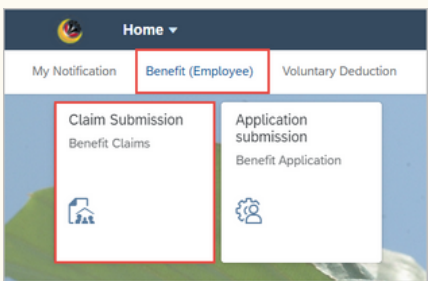 Home
My Notification Benefit (Employee) Voluntary Deduction
Claim Submission
Benefit Claims
Application
submission
Benefit Application